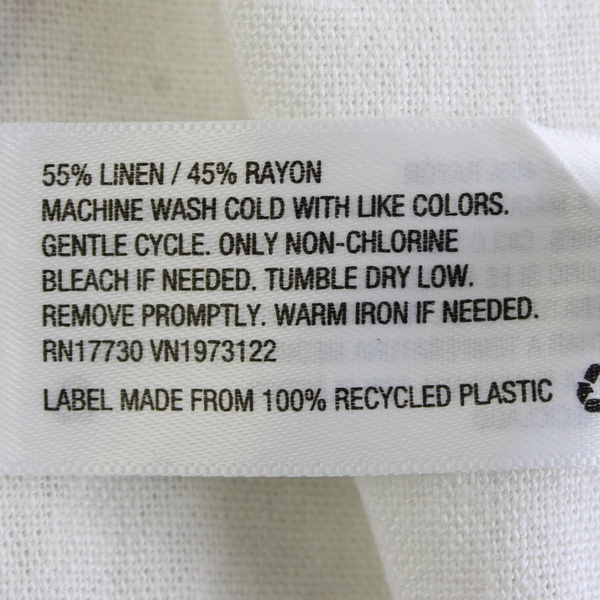 55% LINEN / 45% RAYON
MACHINE WASH COLD WITH LIKE COLORS.
GENTLE CYCLE. ONLY NON-CHLORINE
BLEACH IF NEEDED. TUMBLE DRY LOW.
REMOVE PROMPTLY. WARM IRON IF NEEDED.
RN17730 VN1973122
LABEL MADE FROM 100% RECYCLED PLASTIC